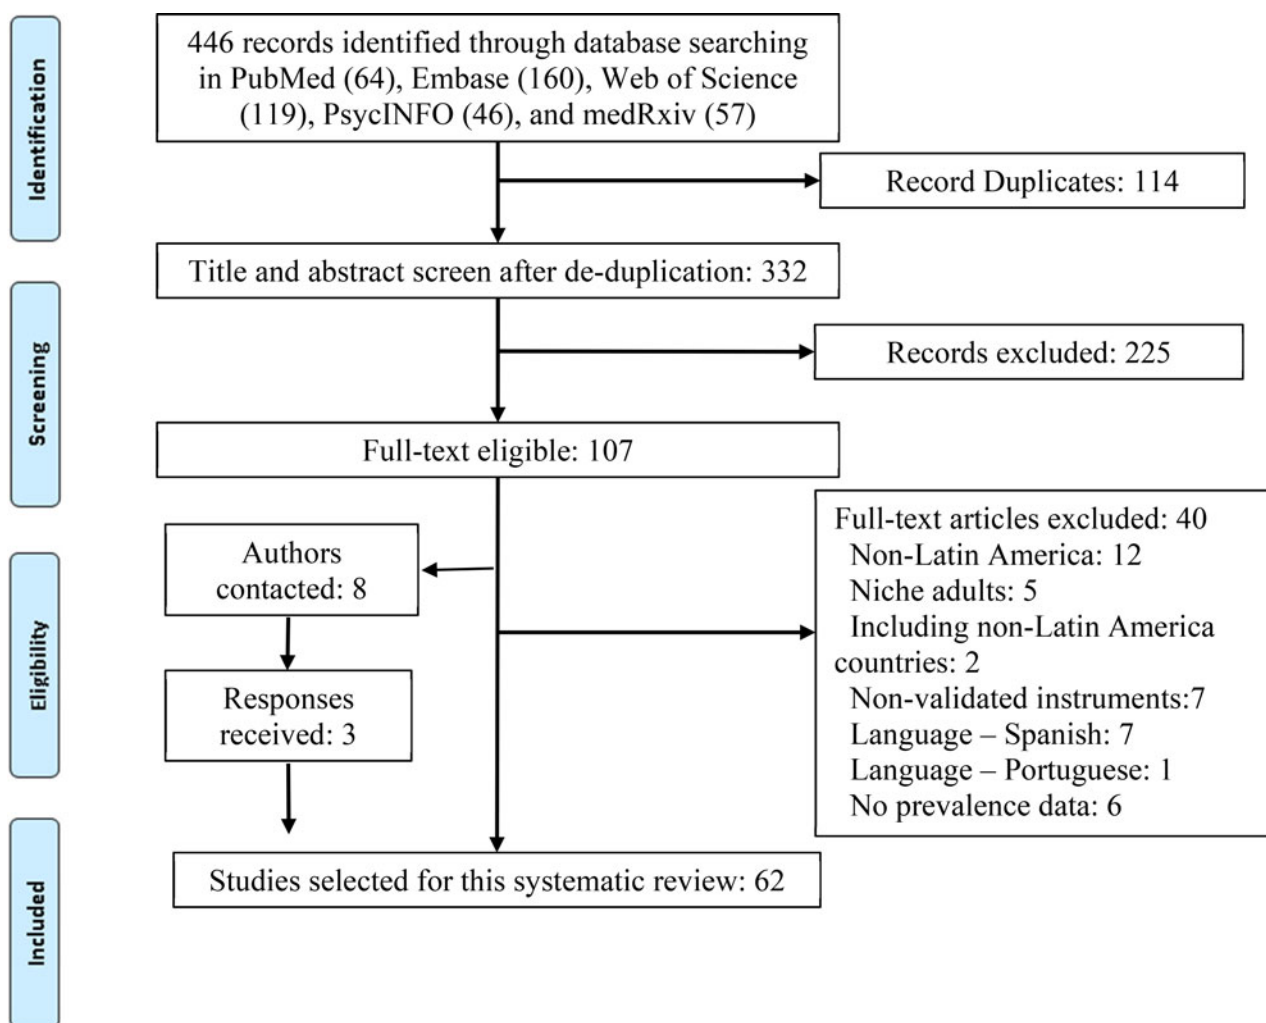 Identification
446 records identified through database searching
in PubMed (64), Embase (160), Web of Science
(119), PsycINFO (46), and medRxiv (57)
Record Duplicates: 114
Title and abstract screen after de-duplication: 332
Screening
Records excluded: 225
Full-text eligible: 107
Eligibility
Authors
contacted: 8
Responses
received: 3
Full-text articles excluded: 40
Non-Latin America: 12
Niche adults: 5
Including non-Latin America
countries: 2
Non-validated instruments:7
Language – Spanish: 7
Language – Portuguese: 1
No prevalence data: 6
Included
Studies selected for this systematic review: 62